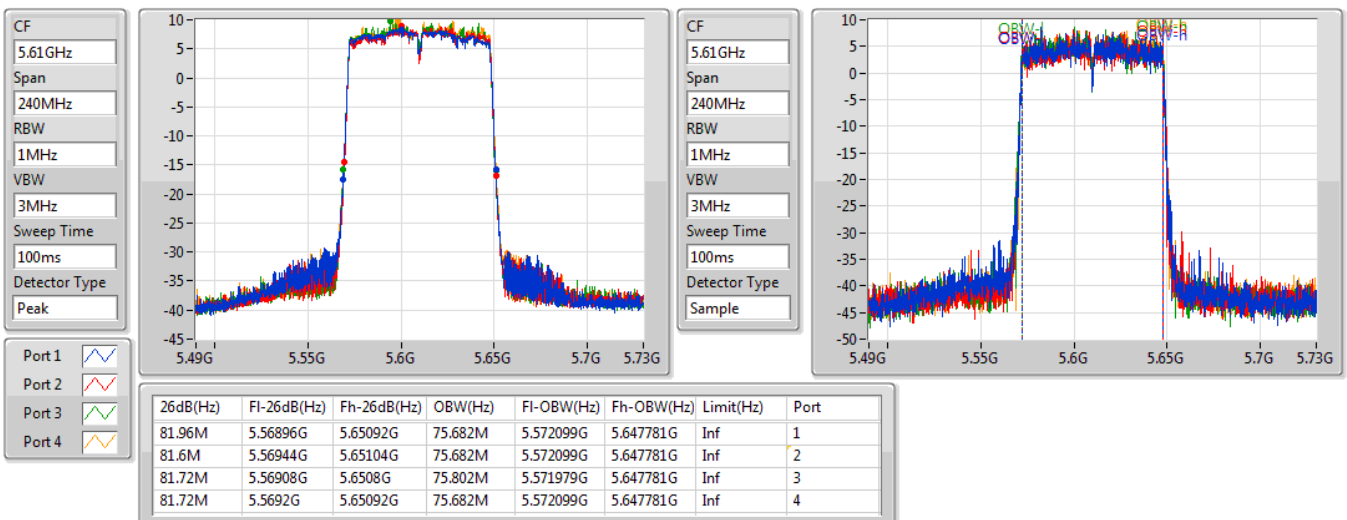 CF
5.61GHz
Span
240MHz
RBW
1MHz
VBW
3MHz
Sweep Time
100ms
Detector Type
Peak
10
5
0
-5
-10
-15
-20
-25
-30
-35
-40
-45
5.49G 5.55G 5.6G 5.65G 5.7G 5.73G
CF
5.61GHz
Span
240MHz
RBW
1MHz
VBW
3MHz
Sweep Time
100ms
Detector Type
Sample
10
5
0
-5
-10
-15
-20
-25
-30
-35
-40
-45
-50
OBW-l OBW-h
OBW-h
5.49G 5.55G 5.6G 5.65G 5.7G 5.73G
Port 1
Port 2
Port 3
Port 4
26dB(Hz) Fl-26dB(Hz) Fh-26dB(Hz) OBW(Hz) Fl-OBW(Hz) Fh-OBW(Hz) Limit(Hz) Port
81.96M 5.56896G 5.65092G 75.682M 5.572099G 5.647781G Inf 1
81.6M 5.56944G 5.65104G 75.682M 5.572099G 5.647781G Inf 2
81.72M 5.56908G 5.6508G 75.802M 5.571979G 5.647781G Inf 3
81.72M 5.5692G 5.65092G 75.682M 5.572099G 5.647781G Inf 4